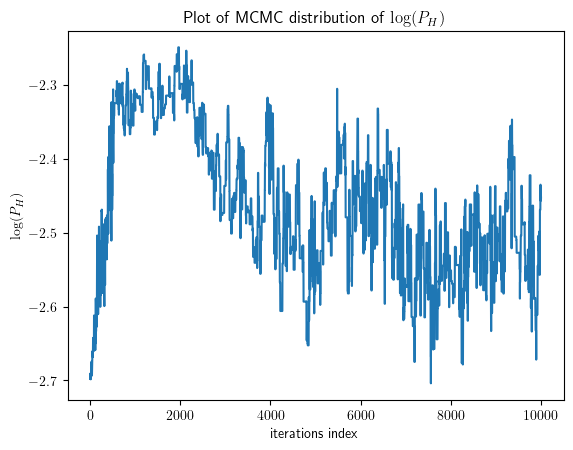 Plot of MCMC distribution of log(P_H)
log(P_H)
−2.3
−2.4
−2.5
−2.6
−2.7
0 2000 4000 6000 8000 10000
iterations index